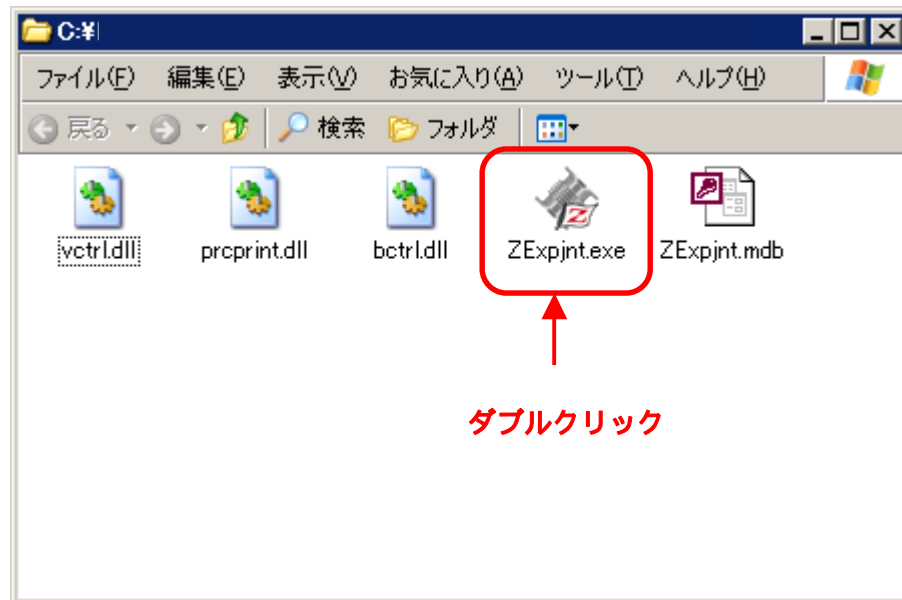 C:¥
ファイル(F) 編集(E) 表示(V) お気に入り(A) ツール(T) ヘルプ(H)
戻る 検索 フォルダ
vctrl.dll prcprint.dll bctrl.dll ZExpjnt.exe ZExpjnt.mdb
ダブルクリック